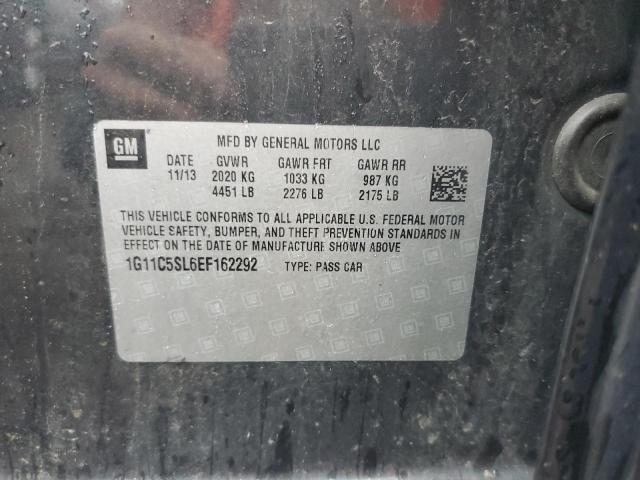 GM
MFD BY GENERAL MOTORS LLC
DATE GVWR GAWR FRT GAWR RR
11/13 2020 KG 1033 KG 987 KG
4451 LB 2276 LB 2175 LB
THIS VEHICLE CONFORMS TO ALL APPLICABLE U.S. FEDERAL MOTOR
VEHICLE SAFETY, BUMPER, AND THEFT PREVENTION STANDARDS IN
EFFECT ON THE DATE OF MANUFACTURE SHOWN ABOVE
1G11C5SL6EF162292 TYPE: PASS CAR